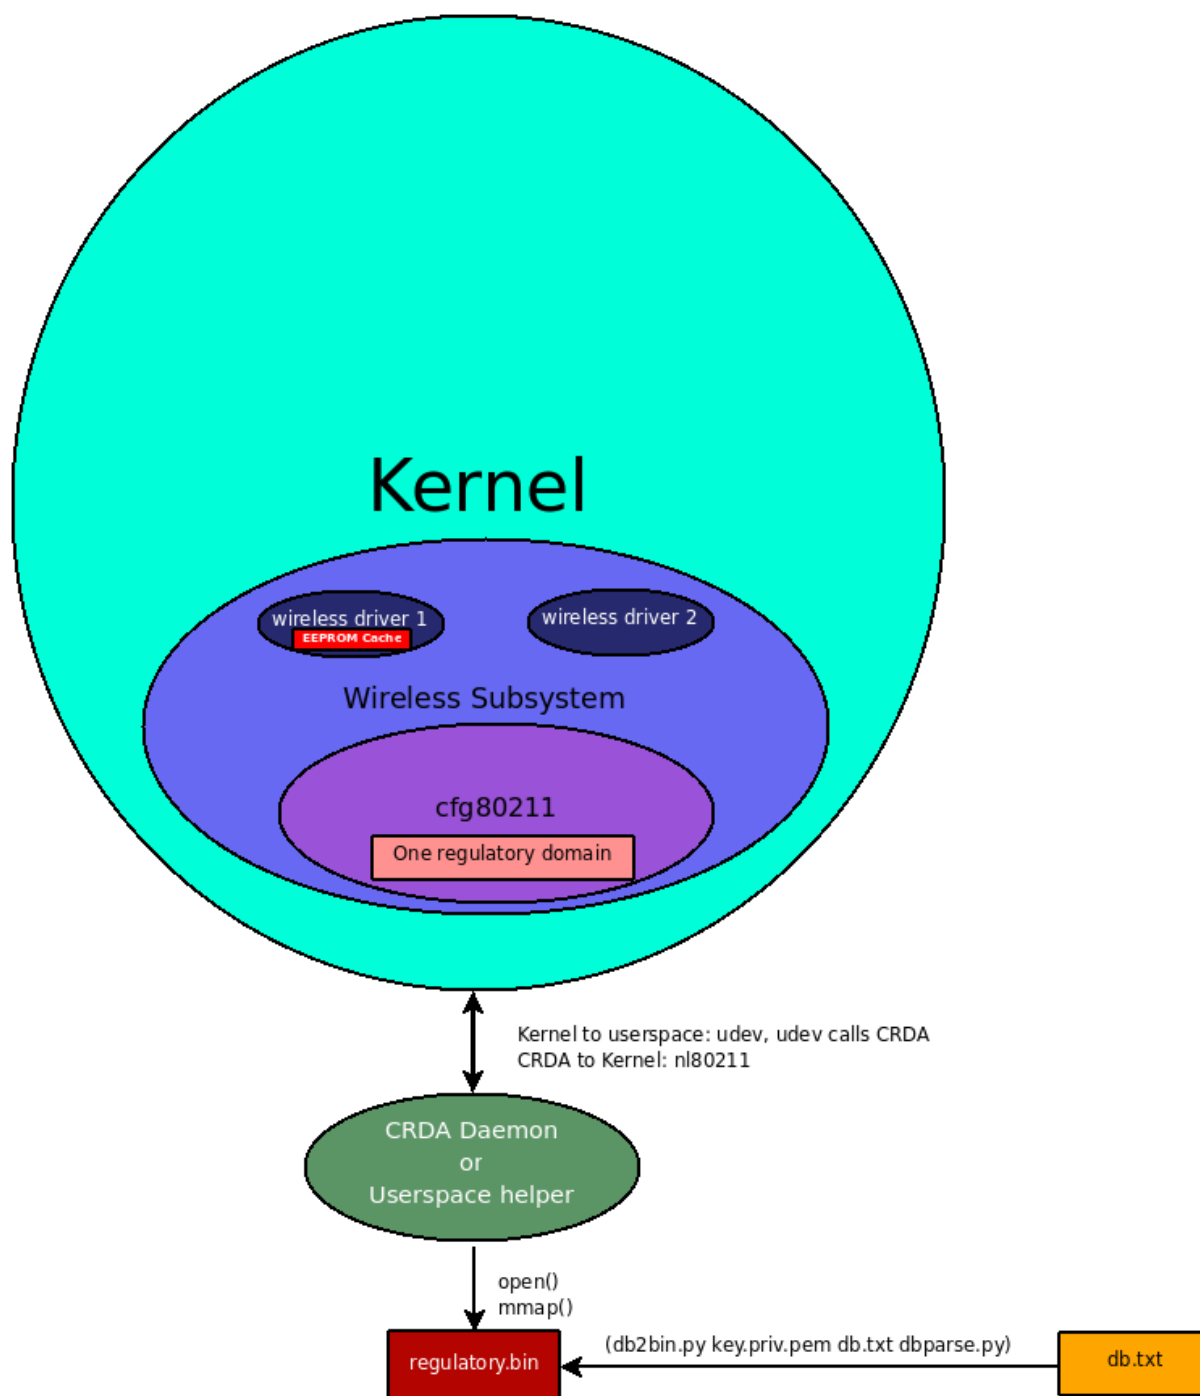 Kernel
wireless driver 1
EEPROM Cache
wireless driver 2
Wireless Subsystem
cfg80211
One regulatory domain
Kernel to userspace: udev, udev calls CRDA
CRDA to Kernel: nl80211
CRDA Daemon
or
Userspace helper
open()
mmap()
regulatory.bin
(db2bin.py key.priv.pem db.txt dbparse.py)
db.txt